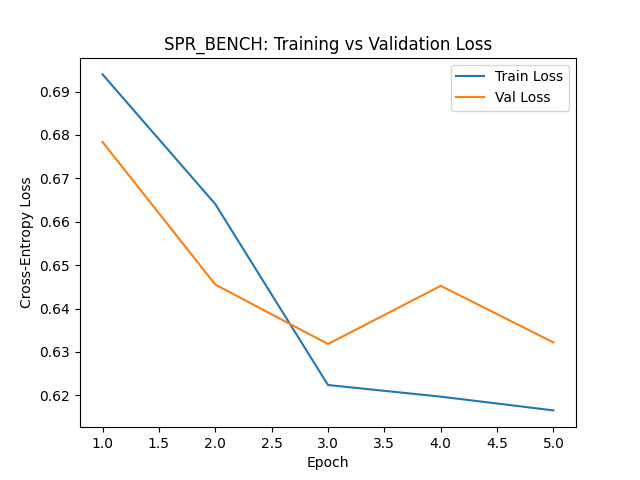 SPR_BENCH: Training vs Validation Loss
Train Loss
Val Loss
Cross-Entropy Loss
0.69
0.68
0.67
0.66
0.65
0.64
0.63
0.62
1.0 1.5 2.0 2.5 3.0 3.5 4.0 4.5 5.0
Epoch